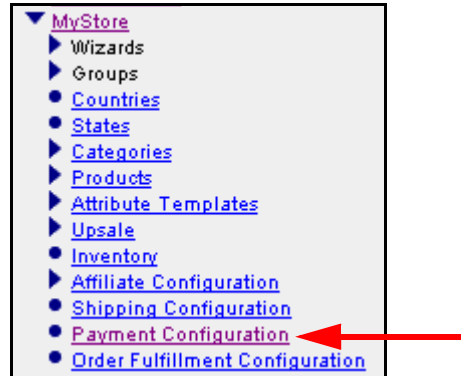 MyStore
Wizards
Groups
Countries
States
Categories
Products
Attribute Templates
Upsale
Inventory
Affiliate Configuration
Shipping Configuration
Payment Configuration
Order Fulfillment Configuration